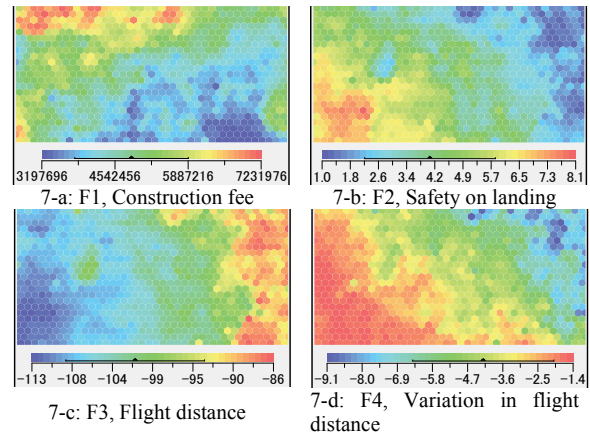 3197696 4542456 5887216 7231976
1.0 1.8 2.6 3.4 4.2 4.9 5.7 6.5 7.3 8.1
7-a: F1, Construction fee
7-b: F2, Safety on landing
−113 −108 −104 −99 −95 −90 −86
−9.1 −8.0 −6.9 −5.8 −4.7 −3.6 −2.5 −1.4
7-c: F3, Flight distance
7-d: F4, Variation in flight
distance